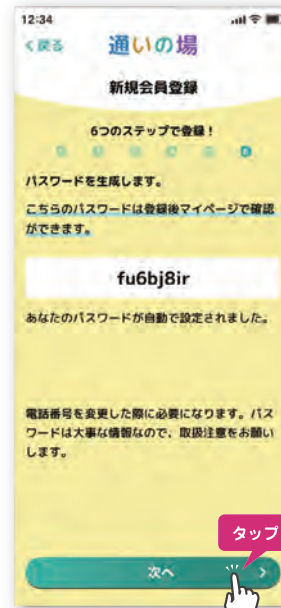 12:34
く戻る
通いの場
新規会員登録
6つのステップで登録！
パスワードを生成します。
こちらのパスワードは登録後マイページで確認
ができます。
fu6bj8ir
あなたのパスワードが自動で設定されました。
電話番号を変更した際に必要になります。パス
ワードは大事な情報なので、取扱注意をお願い
します。
タップ
次へ